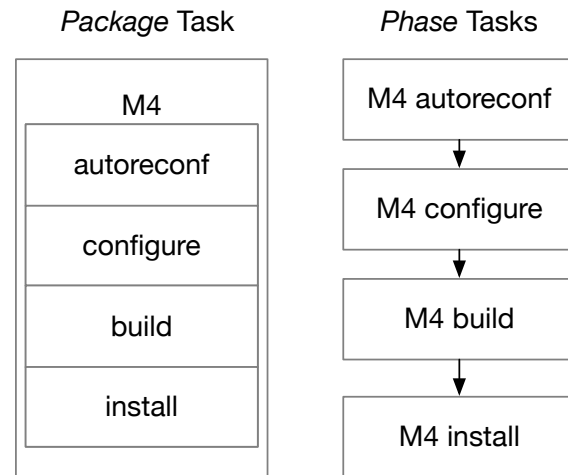 Package Task
M4
autoreconf
configure
build
install
Phase Tasks
M4 autoreconf
M4 configure
M4 build
M4 install